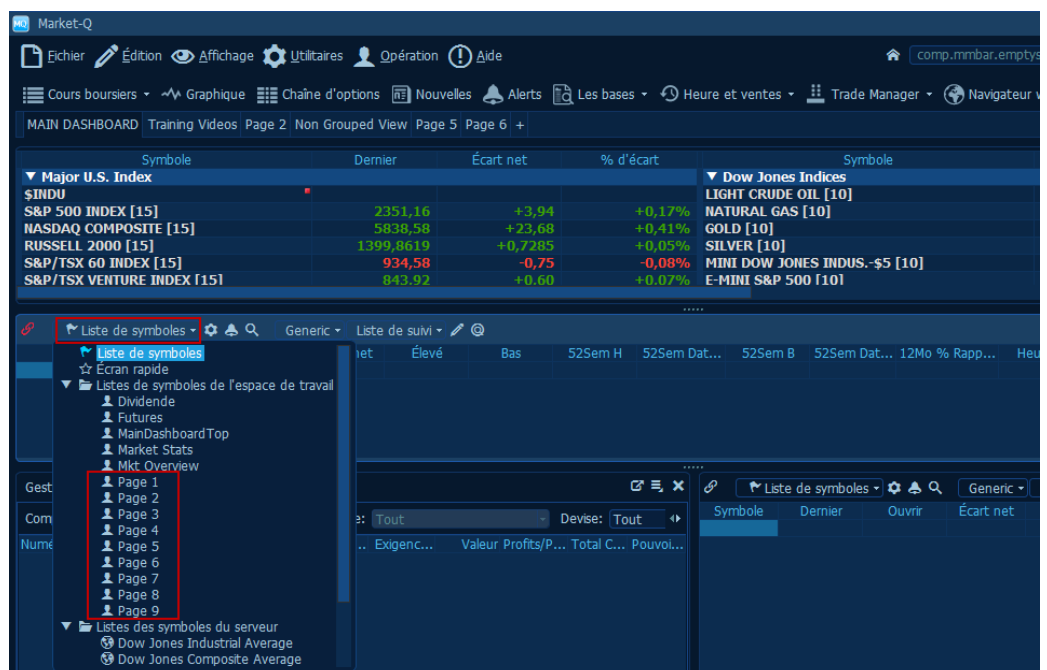 Market-Q
Fichier Édition Affichage Utilitaires Opération Aide comp.mmbar.emptys
Cours boursiers Graphique Chaîne d'options Nouvelles Alerts Les bases Heure et ventes Trade Manager Navigateur
MAIN DASHBOARD Training Videos Page 2 Non Grouped View Page 5 Page 6 +
Symbole Dernier Écart net % d'écart Symbole
Major U.S. Index Dow Jones Indices
$INDU LIGHT CRUDE OIL [10]
S&P 500 INDEX [15] 2351,16 +3,94 +0,17% NATURAL GAS [10]
NASDAQ COMPOSITE [15] 5838,58 +23,68 +0,41% GOLD [10]
RUSSELL 2000 [15] 1399,8619 +0,7285 +0,05% SILVER [10]
S&P/TSX 60 INDEX [15] 934,58 -0,75 -0,08% MINI DOW JONES INDUS.-$5 [10]
S&P/TSX VENTURE INDEX [15] 843,92 +0,60 +0,07% E-MINI S&P 500 [10]
Liste de symboles Generic Liste de suivi
Liste de symboles net Élevé Bas 52Sem H 52Sem Dat... 52Sem B 52Sem Dat... 12Mo % Rapp... Heu
Écran rapide
Listes de symboles de l'espace de travail
Dividende
Futures
MainDashboardTop
Market Stats
Mkt Overview
Page 1
Page 2
Page 3
Page 4
Page 5
Page 6
Page 7
Page 8
Page 9
Listes des symboles du serveur
Dow Jones Industrial Average
Dow Jones Composite Average
Gest
Com e: Tout Devise: Tout
Numé .. Exigenc... Valeur Profits/P... Total C... Pouvoi...
Liste de symboles Generic
Symbole Dernier Ouvrir Écart net